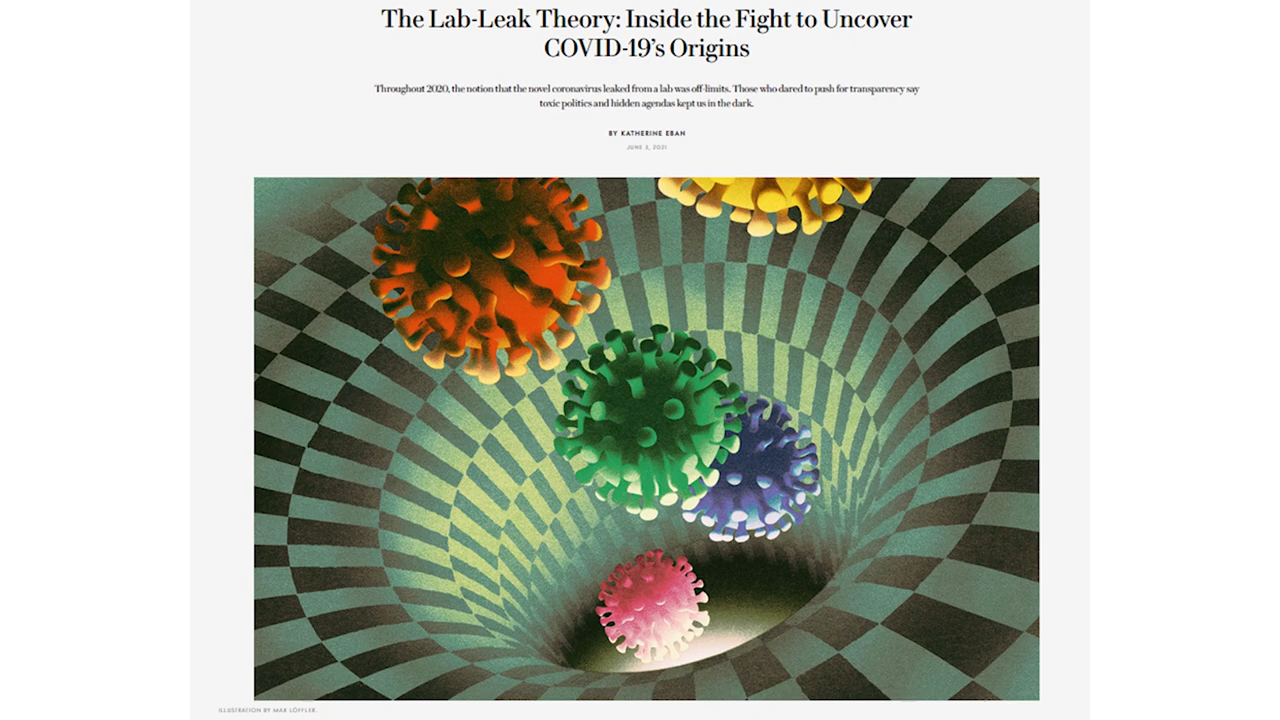 The Lab-Leak Theory: Inside the Fight to Uncover
COVID-19’s Origins
Throughout 2020, the notion that the novel coronavirus leaked from a lab was off-limits. Those who dared to push for transparency say
toxic politics and hidden agendas kept us in the dark.
BY KATHERINE EBAN
JUNE 3, 2021
ILLUSTRATION BY MAX LÖFFLER.